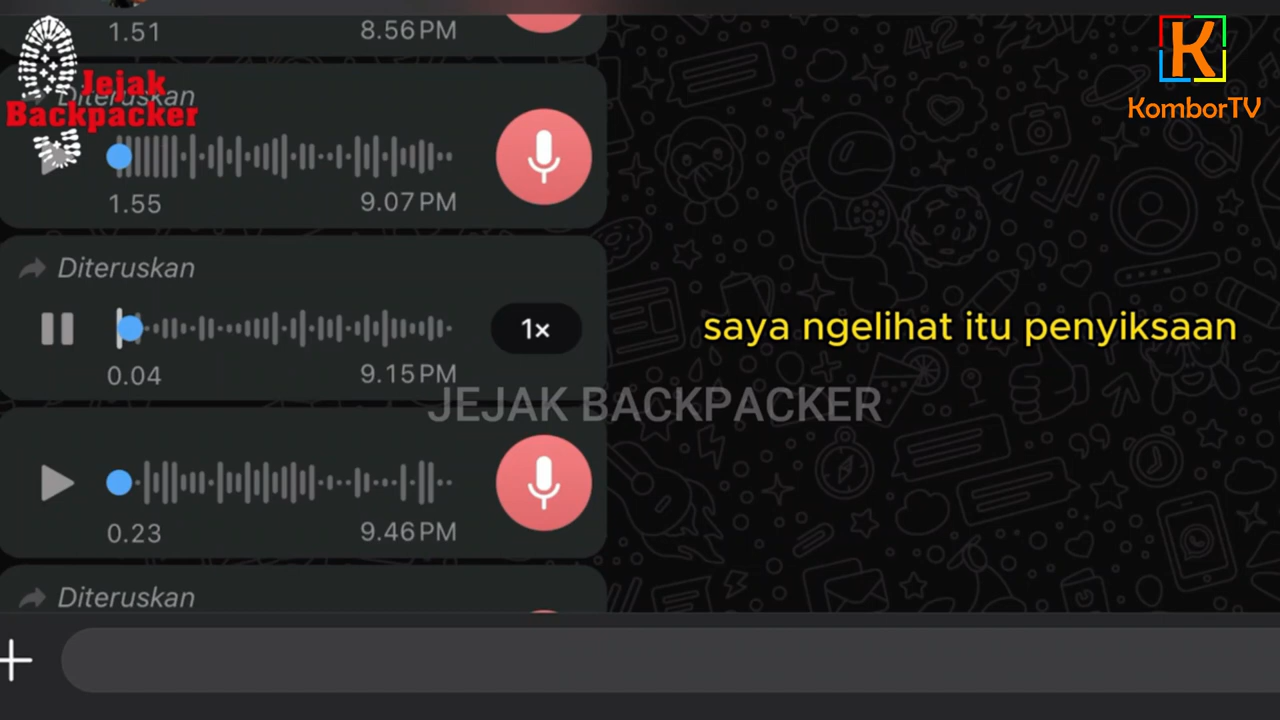 1.51 8.56 PM
Jejak
Backpacker
Diteruskan
1.55 9.07 PM
K
KomborTV
Diteruskan
1x
0.04 9.15 PM
saya ngelihat itu penyiksaan
JEJAK BACKPACKER
0.23 9.46 PM
Diteruskan